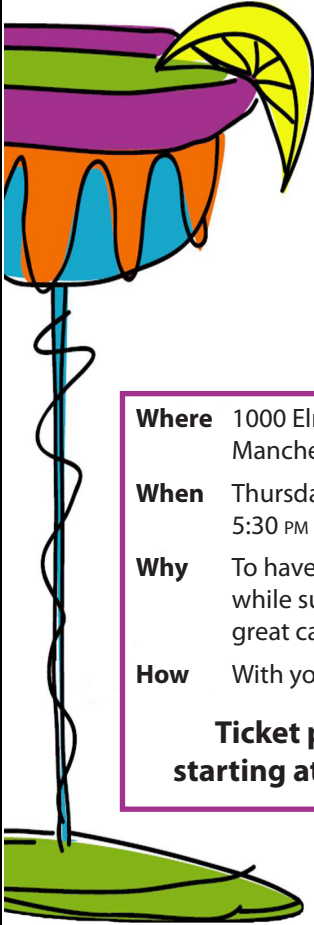 Where 1000 Elm
Manche
When Thursda
5:30 PM
Why To have
while su
great ca
How With yo
Ticket p
starting at